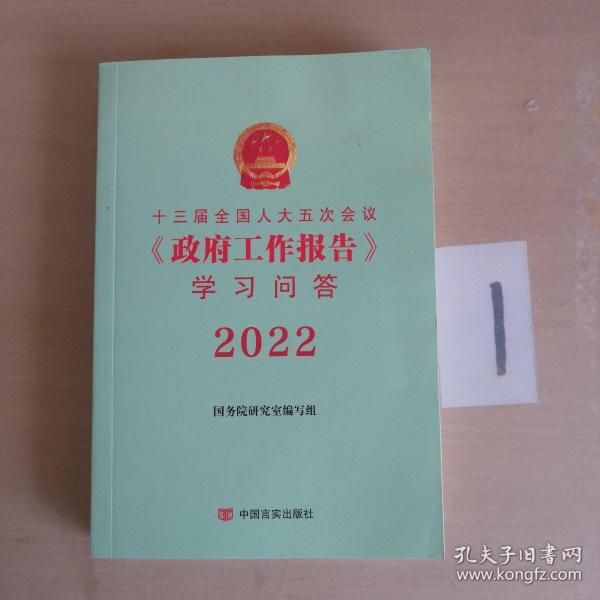 十三届全国人大五次会议
《政府工作报告》
学习问答
2022
国务院研究室编写组
中国言实出版社
1
孔夫子旧书网
www.kongfz.com